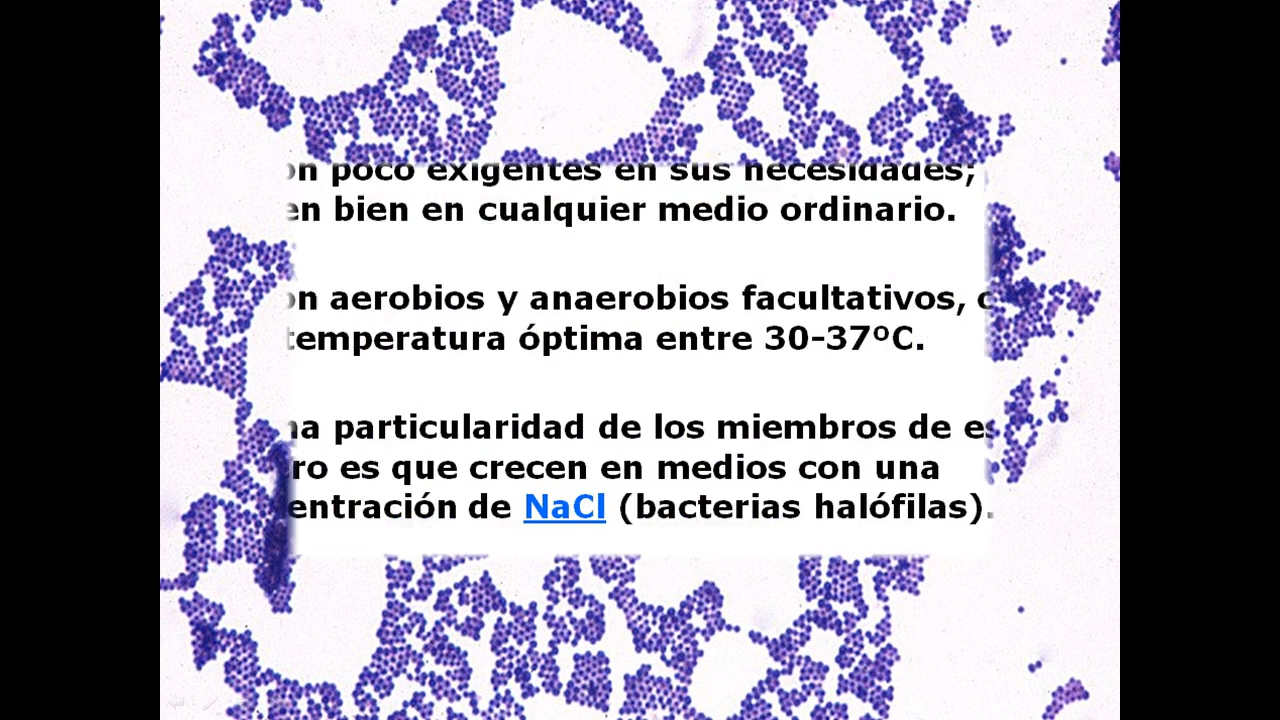 on poco exigentes en sus necesidades;
en bien en cualquier medio ordinario.
on aerobios y anaerobios facultativos, c
temperatura óptima entre 30-37ºC.
na particularidad de los miembros de es
ro es que crecen en medios con una
entración de NaCl (bacterias halófilas).